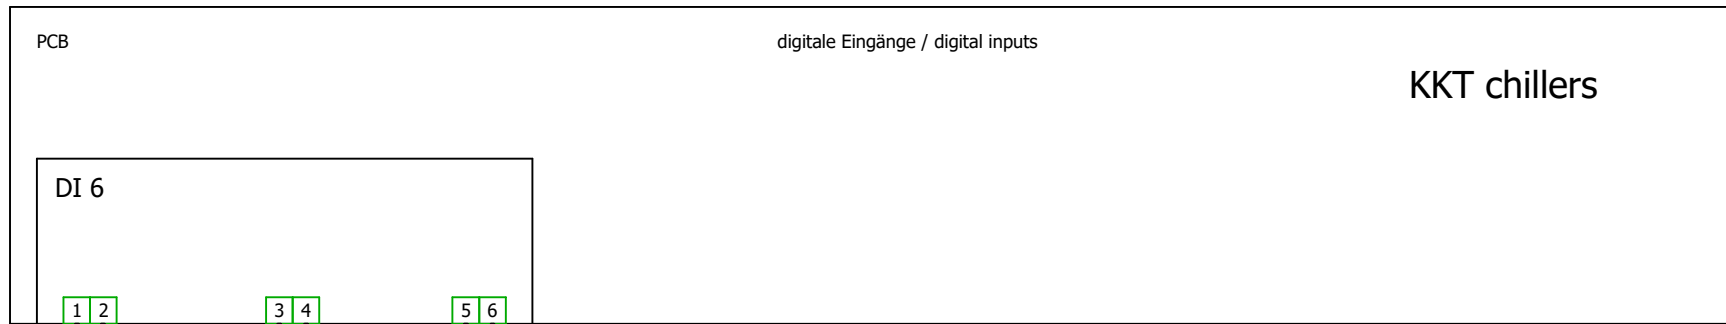 PCB
digitale Eingänge / digital inputs
KKT chillers
DI 6
1 2 3 4 5 6